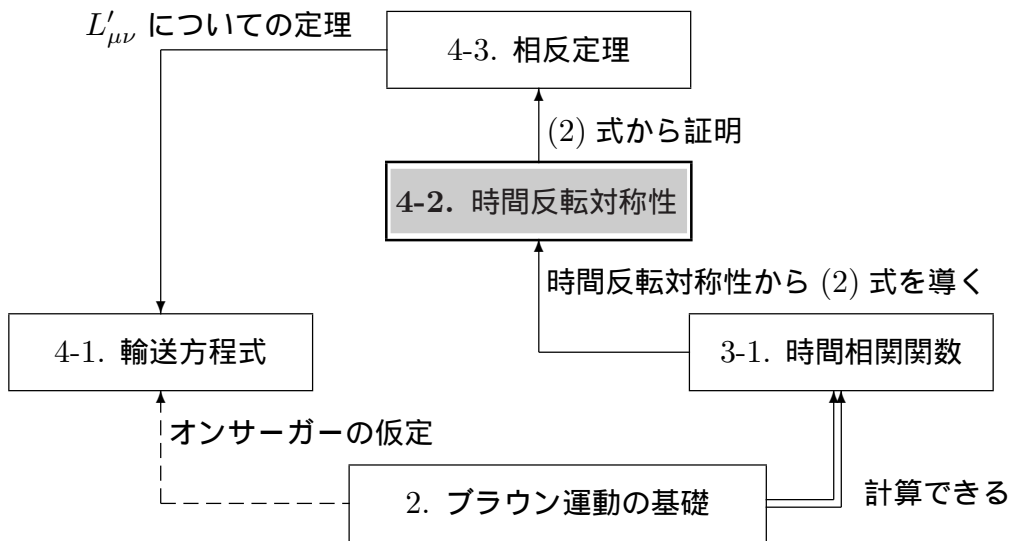 L′μν についての定理
4-3. 相反定理
(2) 式から証明
4-2. 時間反転対称性
時間反転対称性から (2) 式を導く
4-1. 輸送方程式
3-1. 時間相関関数
オンサーガーの仮定
2. ブラウン運動の基礎
計算できる